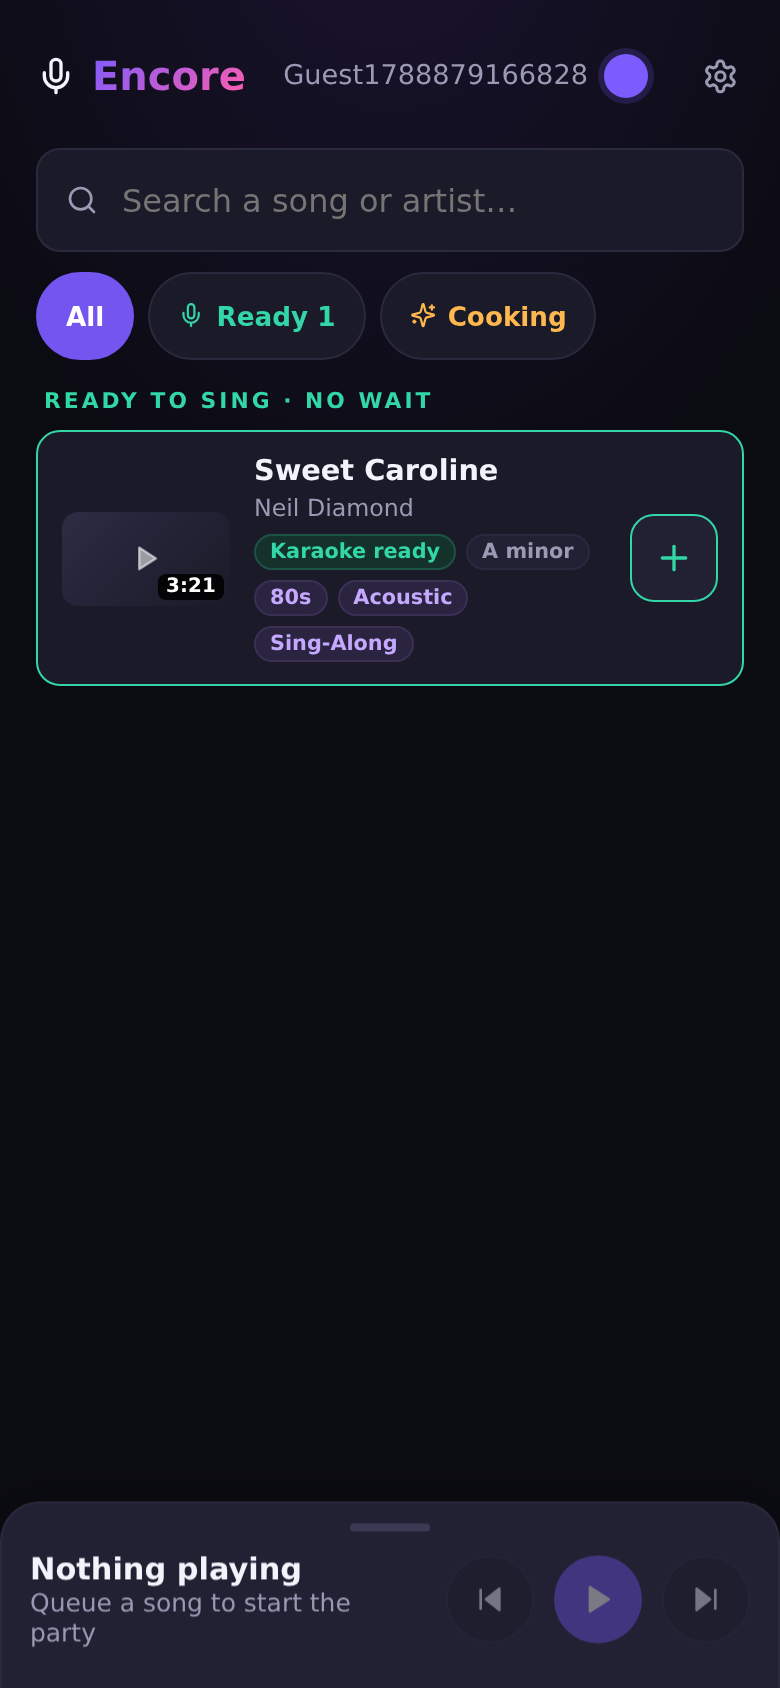 Encore Guest1788879166828
Search a song or artist...
All Ready 1 Cooking
READY TO SING · NO WAIT
Sweet Caroline
Neil Diamond
Karaoke ready A minor
3:21
80s Acoustic
Sing-Along
Nothing playing
Queue a song to start the
party